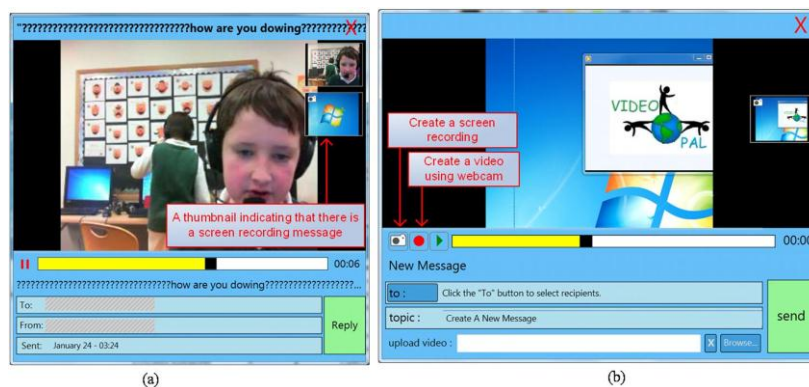 "?????????????????????????????????how are you dowing????????????????
X
A thumbnail indicating that there is
a screen recording message
00:06
??????????????????????????????????how are you dowing????????????????????...
To:
From:
Reply
Sent: January 24 - 03:24
(a)
X
VIDEO
PAL
Create a screen
recording
Create a video
using webcam
00:00
New Message
to : Click the "To" button to select recipients.
topic : Create A New Message
send
upload video : X Browse...
(b)